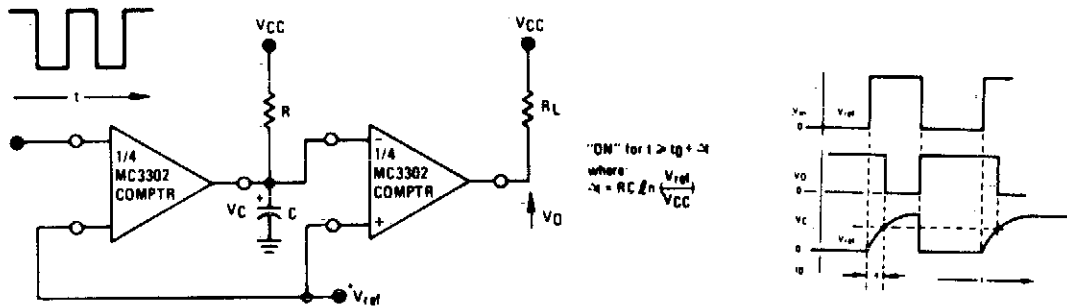 t
VCC
R
1/4
MC3302
COMPTR
VC
+
C
VCC
RL
-
1/4
MC3302
COMPTR
+
VO
+Vref
"ON" for t ≥ t0 + Δt
where:
Δt = RC ℓn (Vref/VCC)
Vref
0
VO
0
VC
Vref
0
t0
t